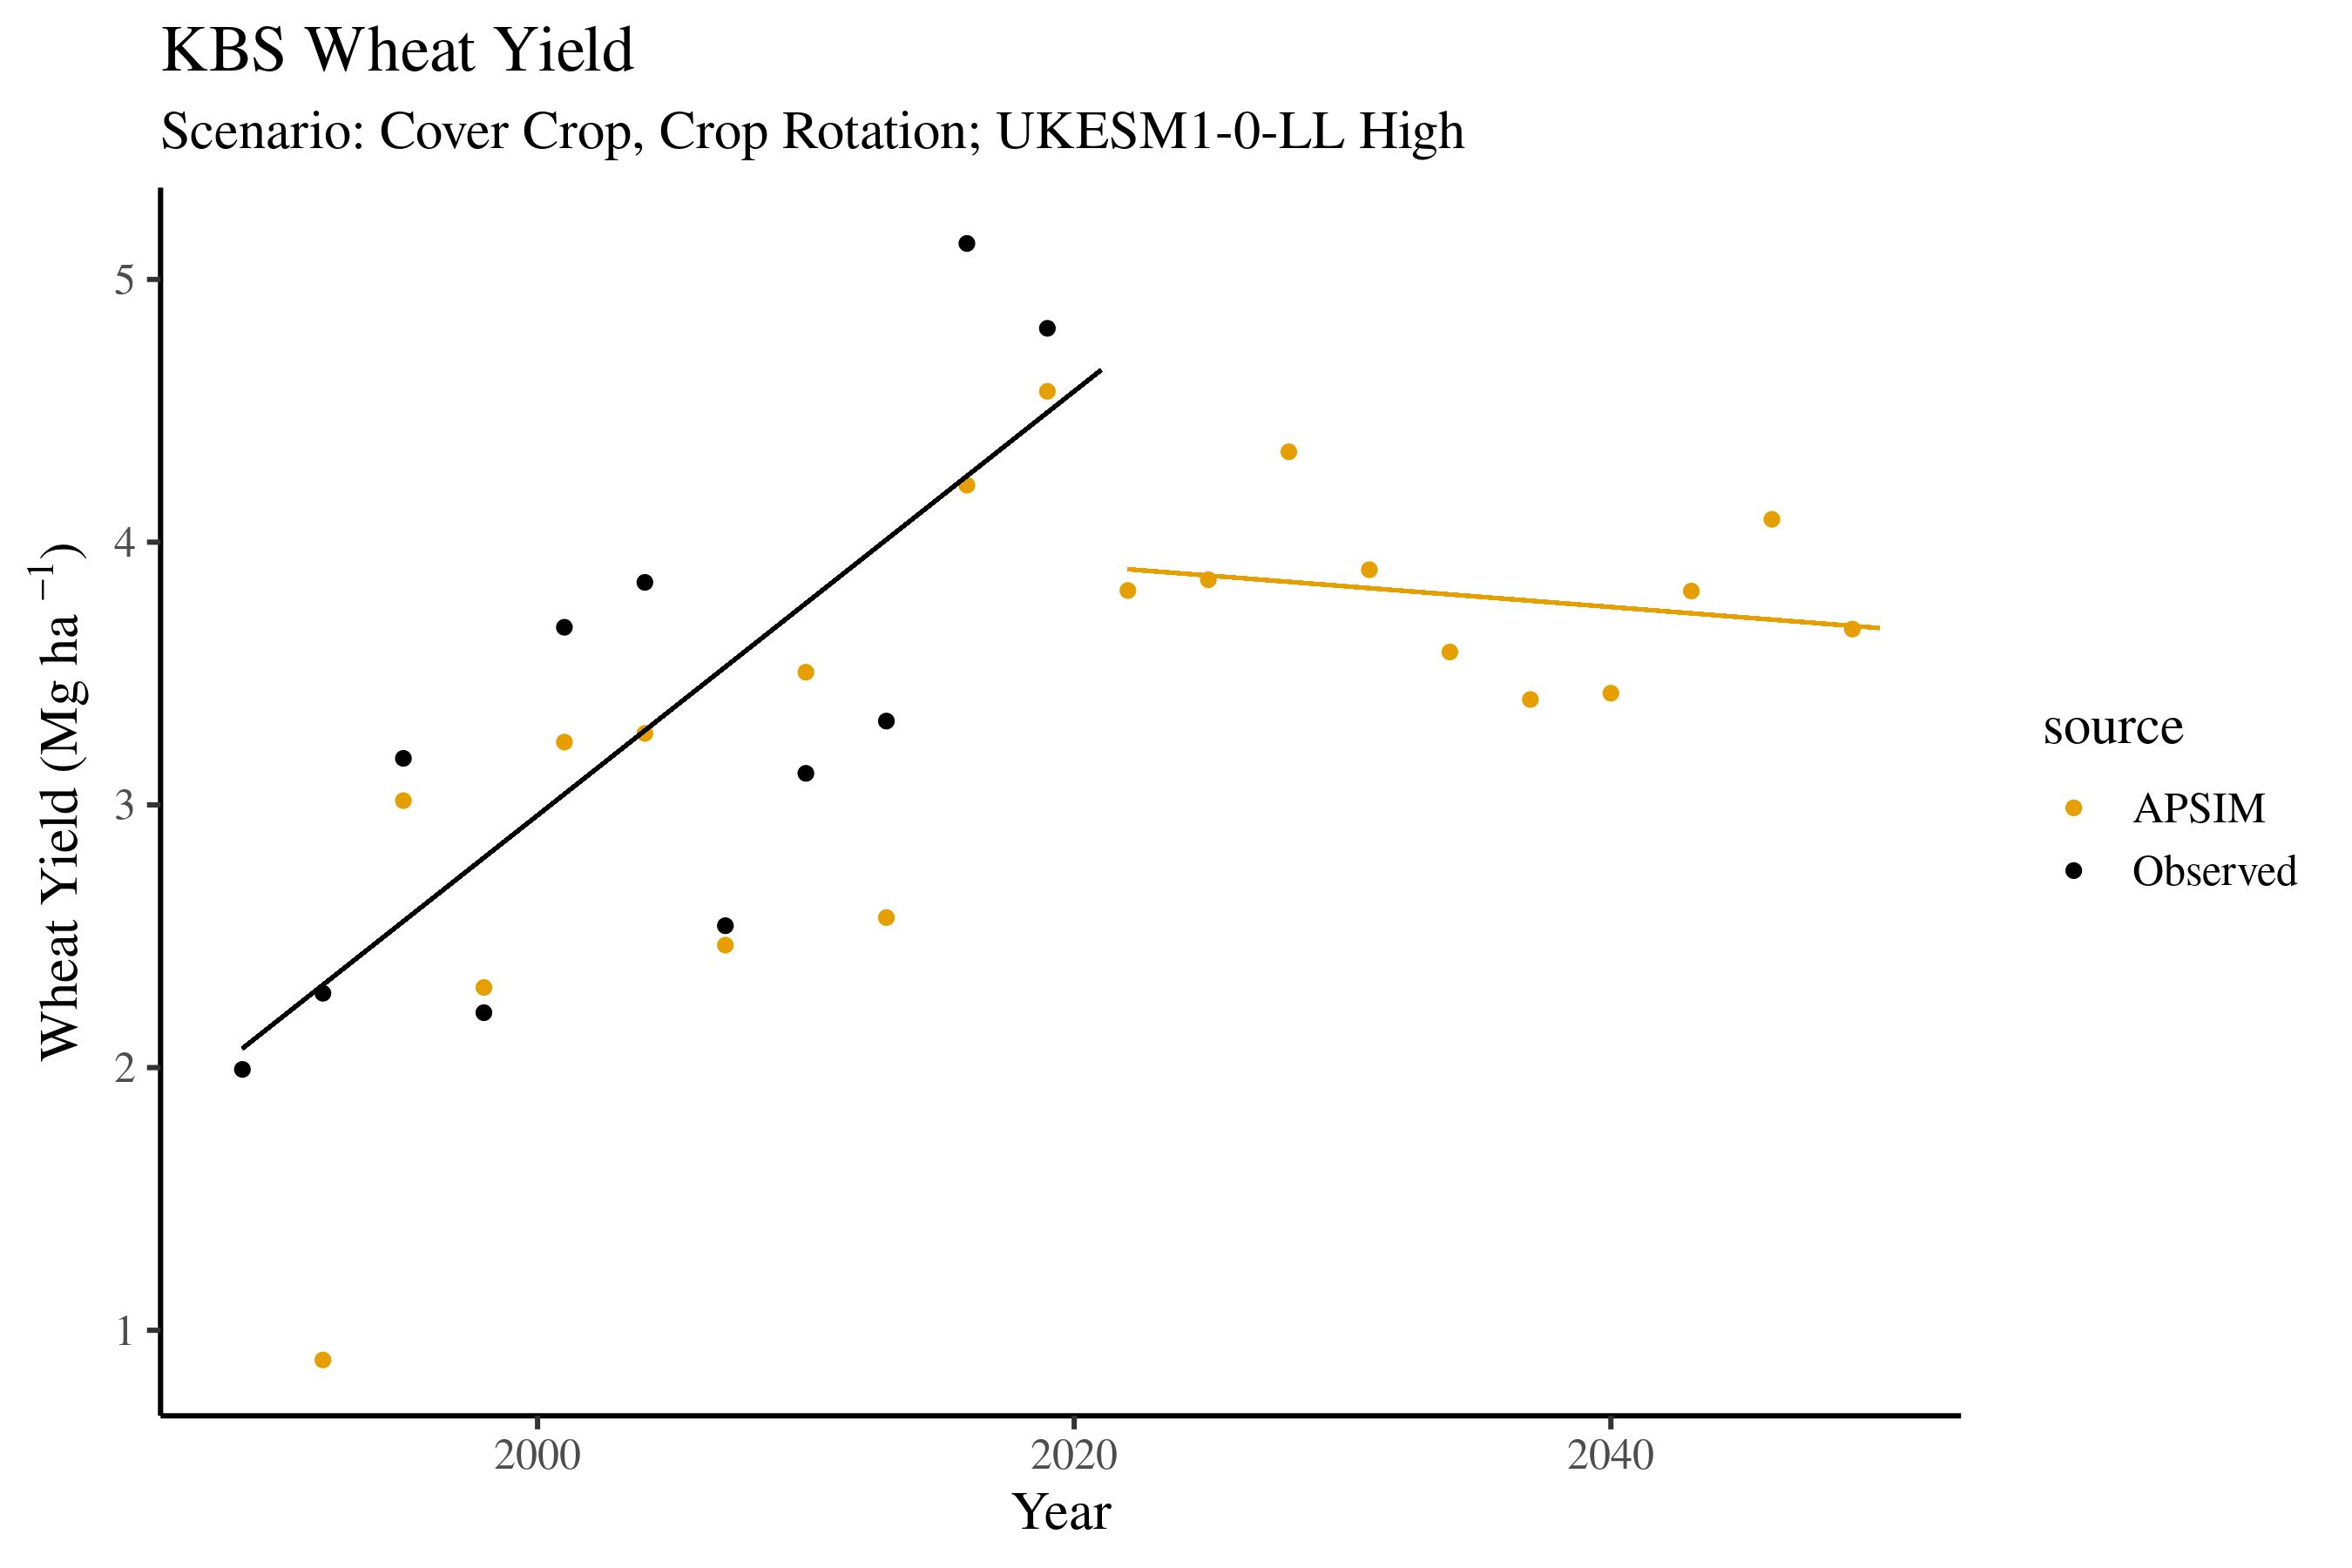 KBS Wheat Yield
Scenario: Cover Crop, Crop Rotation; UKESM1-0-LL High
Wheat Yield (Mg ha −1)
5
4
3
2
1
2000 2020 2040
Year
source
APSIM
Observed